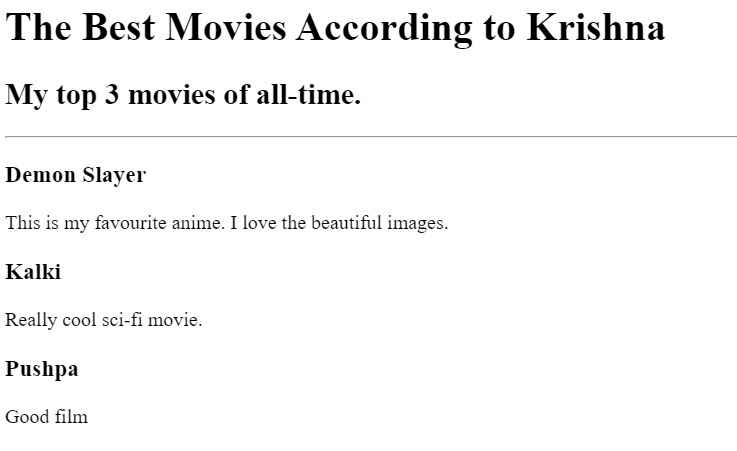 The Best Movies According to Krishna
My top 3 movies of all-time.
Demon Slayer
This is my favourite anime. I love the beautiful images.
Kalki
Really cool sci-fi movie.
Pushpa
Good film